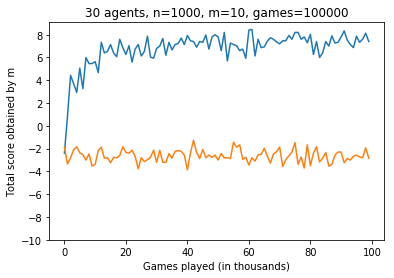 30 agents, n=1000, m=10, games=100000
Total score obtained by m
8
6
4
2
0
−2
−4
−6
−8
−10
0 20 40 60 80 100
Games played (in thousands)